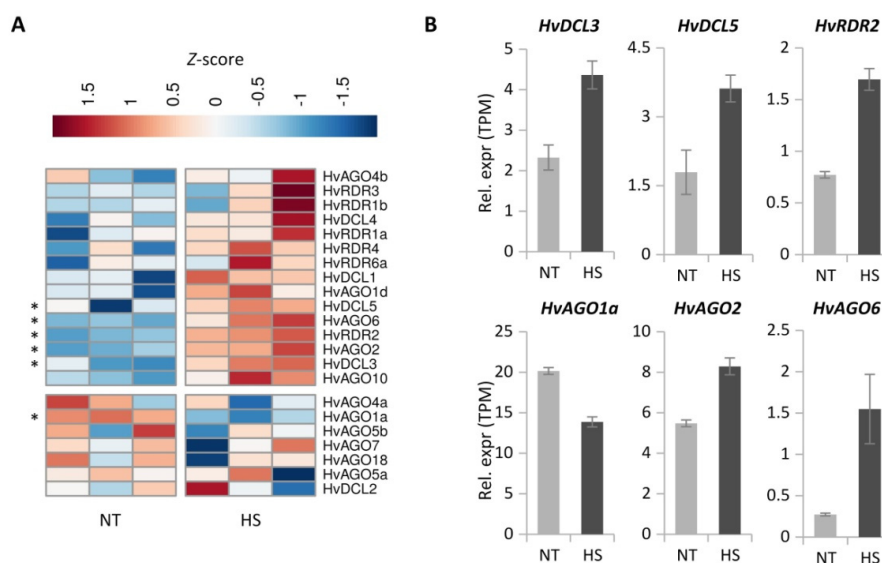 A
Z-score
1.5 1 0.5 0 -0.5 -1 -1.5
HvAGO4b
HvRDR3
HvRDR1b
HvDCL4
HvRDR1a
HvRDR4
HvRDR6a
HvDCL1
HvAGO1d
* HvDCL5
* HvAGO6
* HvRDR2
* HvAGO2
* HvDCL3
HvAGO10
HvAGO4a
* HvAGO1a
HvAGO5b
HvAGO7
HvAGO18
HvAGO5a
HvDCL2
NT HS
B
HvDCL3
Rel. expr (TPM)
5
4
3
2
1
0
NT HS
HvDCL5
4.5
3
1.5
0
NT HS
HvRDR2
2
1.5
1
0.5
0
NT HS
HvAGO1a
Rel. expr (TPM)
25
20
15
10
5
0
NT HS
HvAGO2
10
8
6
4
2
0
NT HS
HvAGO6
2.5
2
1.5
1
0.5
0
NT HS